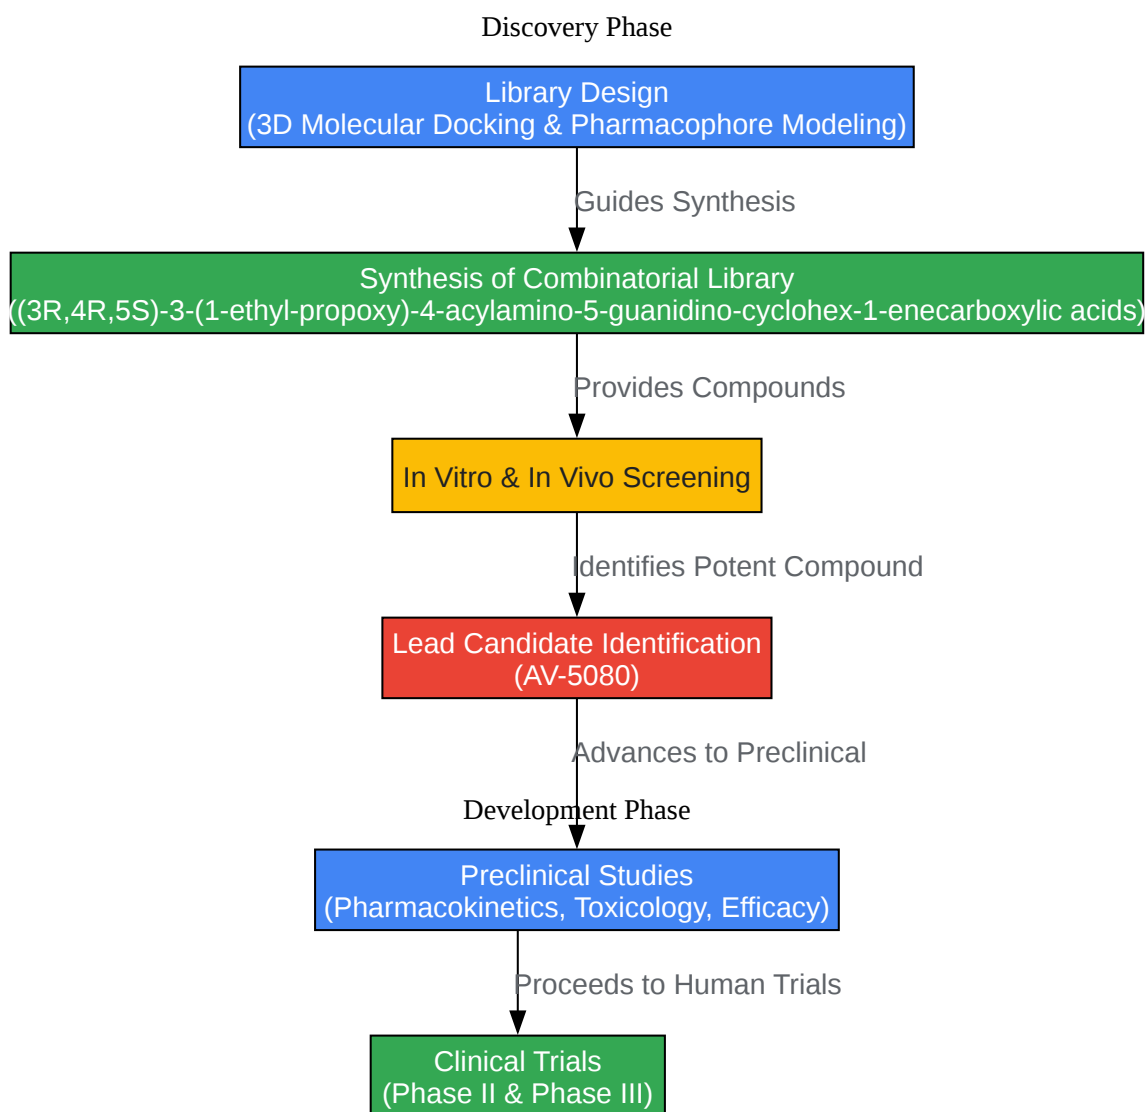 Discovery Phase
Library Design
(3D Molecular Docking & Pharmacophore Modeling)
Guides Synthesis
Synthesis of Combinatorial Library
((3R,4R,5S)-3-(1-ethyl-propoxy)-4-acylamino-5-guanidino-cyclohex-1-enecarboxylic acids)
Provides Compounds
In Vitro & In Vivo Screening
Identifies Potent Compound
Lead Candidate Identification
(AV-5080)
Advances to Preclinical
Development Phase
Preclinical Studies
(Pharmacokinetics, Toxicology, Efficacy)
Proceeds to Human Trials
Clinical Trials
(Phase II & Phase III)